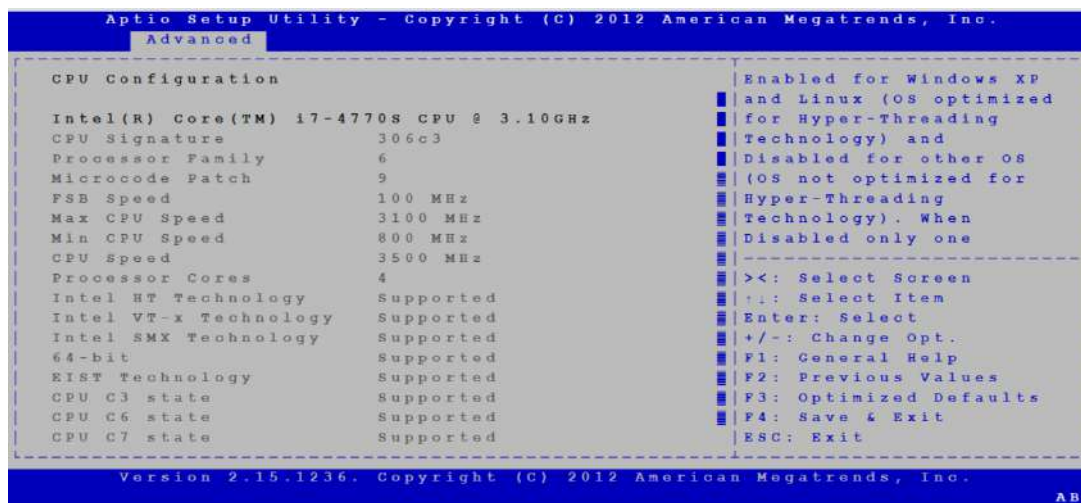 Aptio Setup Utility - Copyright (C) 2012 American Megatrends, Inc.
Advanced
CPU Configuration
Intel(R) Core(TM) i7-4770S CPU @ 3.10GHz
CPU Signature 306c3
Processor Family 6
Microcode Patch 9
FSB Speed 100 MHz
Max CPU Speed 3100 MHz
Min CPU Speed 800 MHz
CPU Speed 3500 MHz
Processor Cores 4
Intel HT Technology Supported
Intel VT-x Technology Supported
Intel SMX Technology Supported
64-bit Supported
EIST Technology Supported
CPU C3 state Supported
CPU C6 state Supported
CPU C7 state Supported
Enabled for Windows XP
and Linux (OS optimized
for Hyper-Threading
Technology) and
Disabled for other OS
(OS not optimized for
Hyper-Threading
Technology). When
Disabled only one
><: Select Screen
↑↓: Select Item
Enter: Select
+/-: Change Opt.
F1: General Help
F2: Previous Values
F3: Optimized Defaults
F4: Save & Exit
ESC: Exit
Version 2.15.1236. Copyright (C) 2012 American Megatrends, Inc.
AB